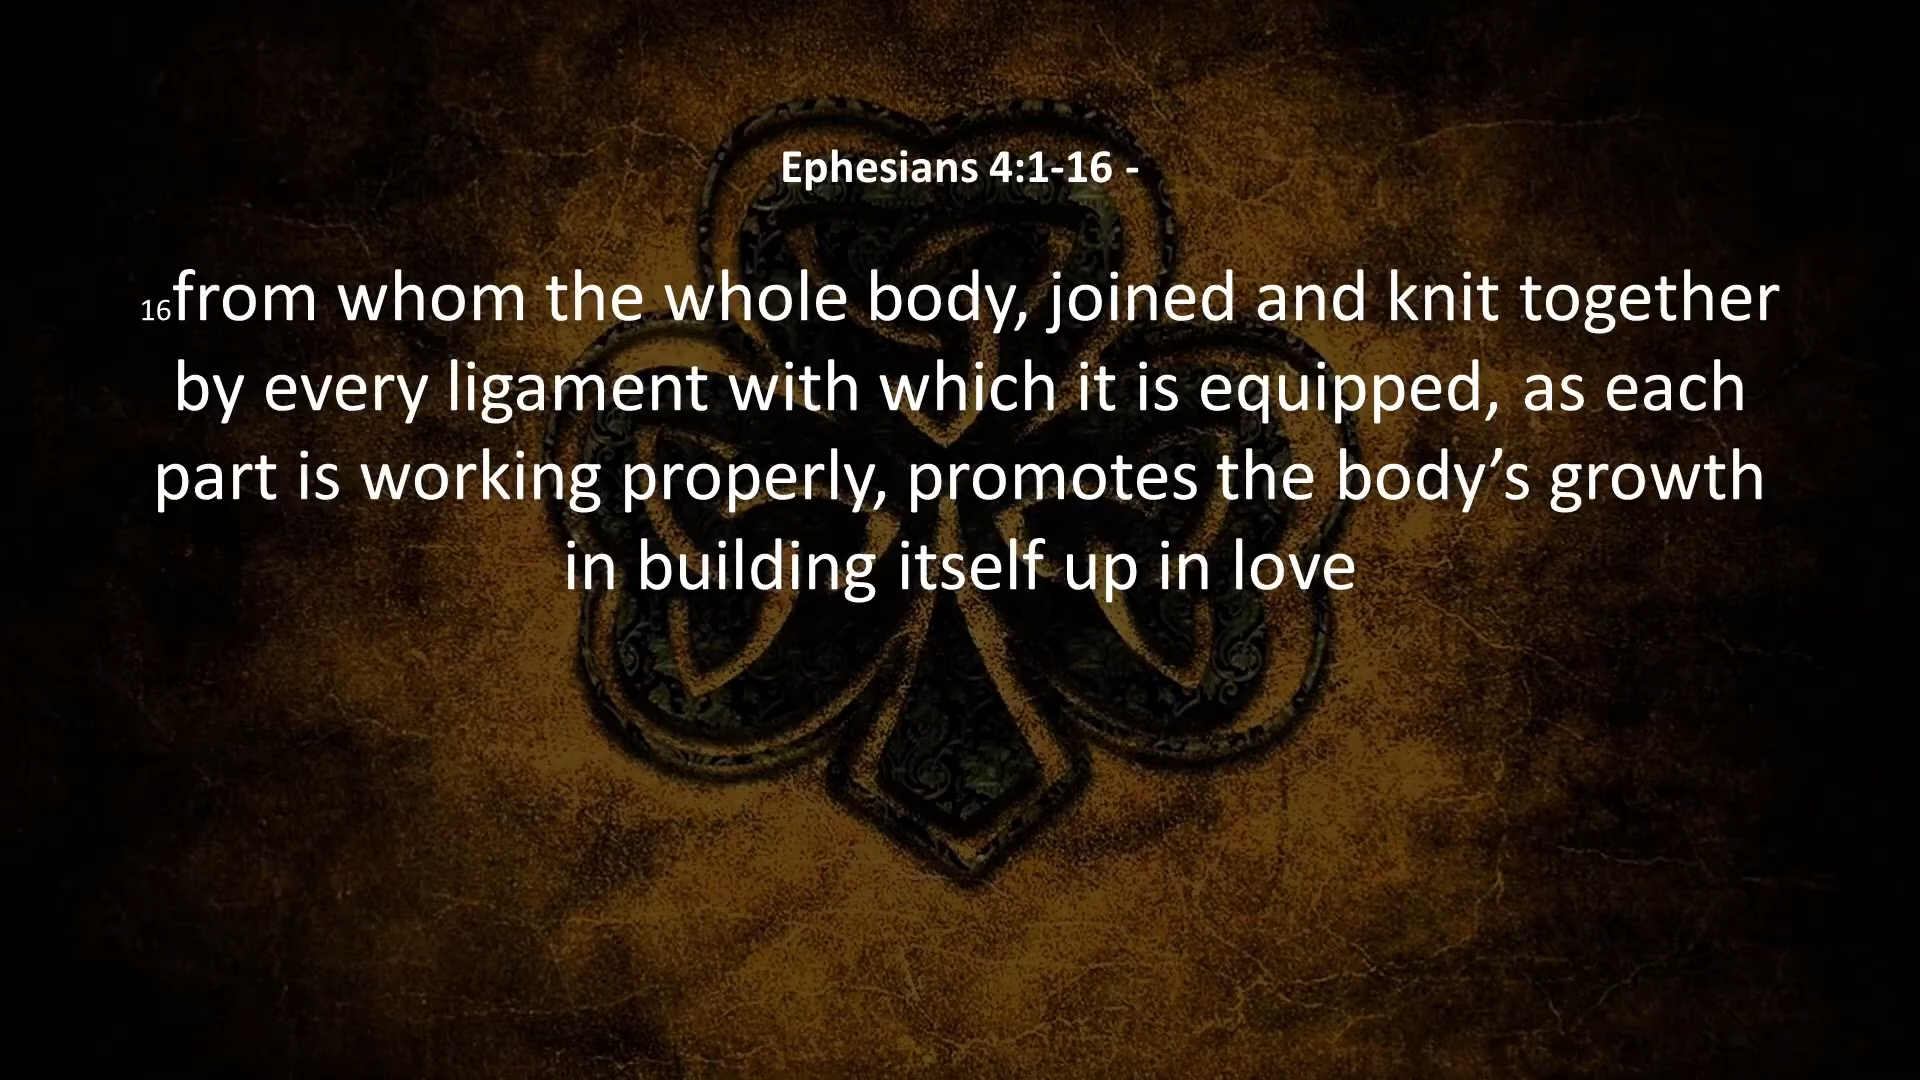 Ephesians 4:1-16 -
16from whom the whole body, joined and knit together
by every ligament with which it is equipped, as each
part is working properly, promotes the body’s growth
in building itself up in love